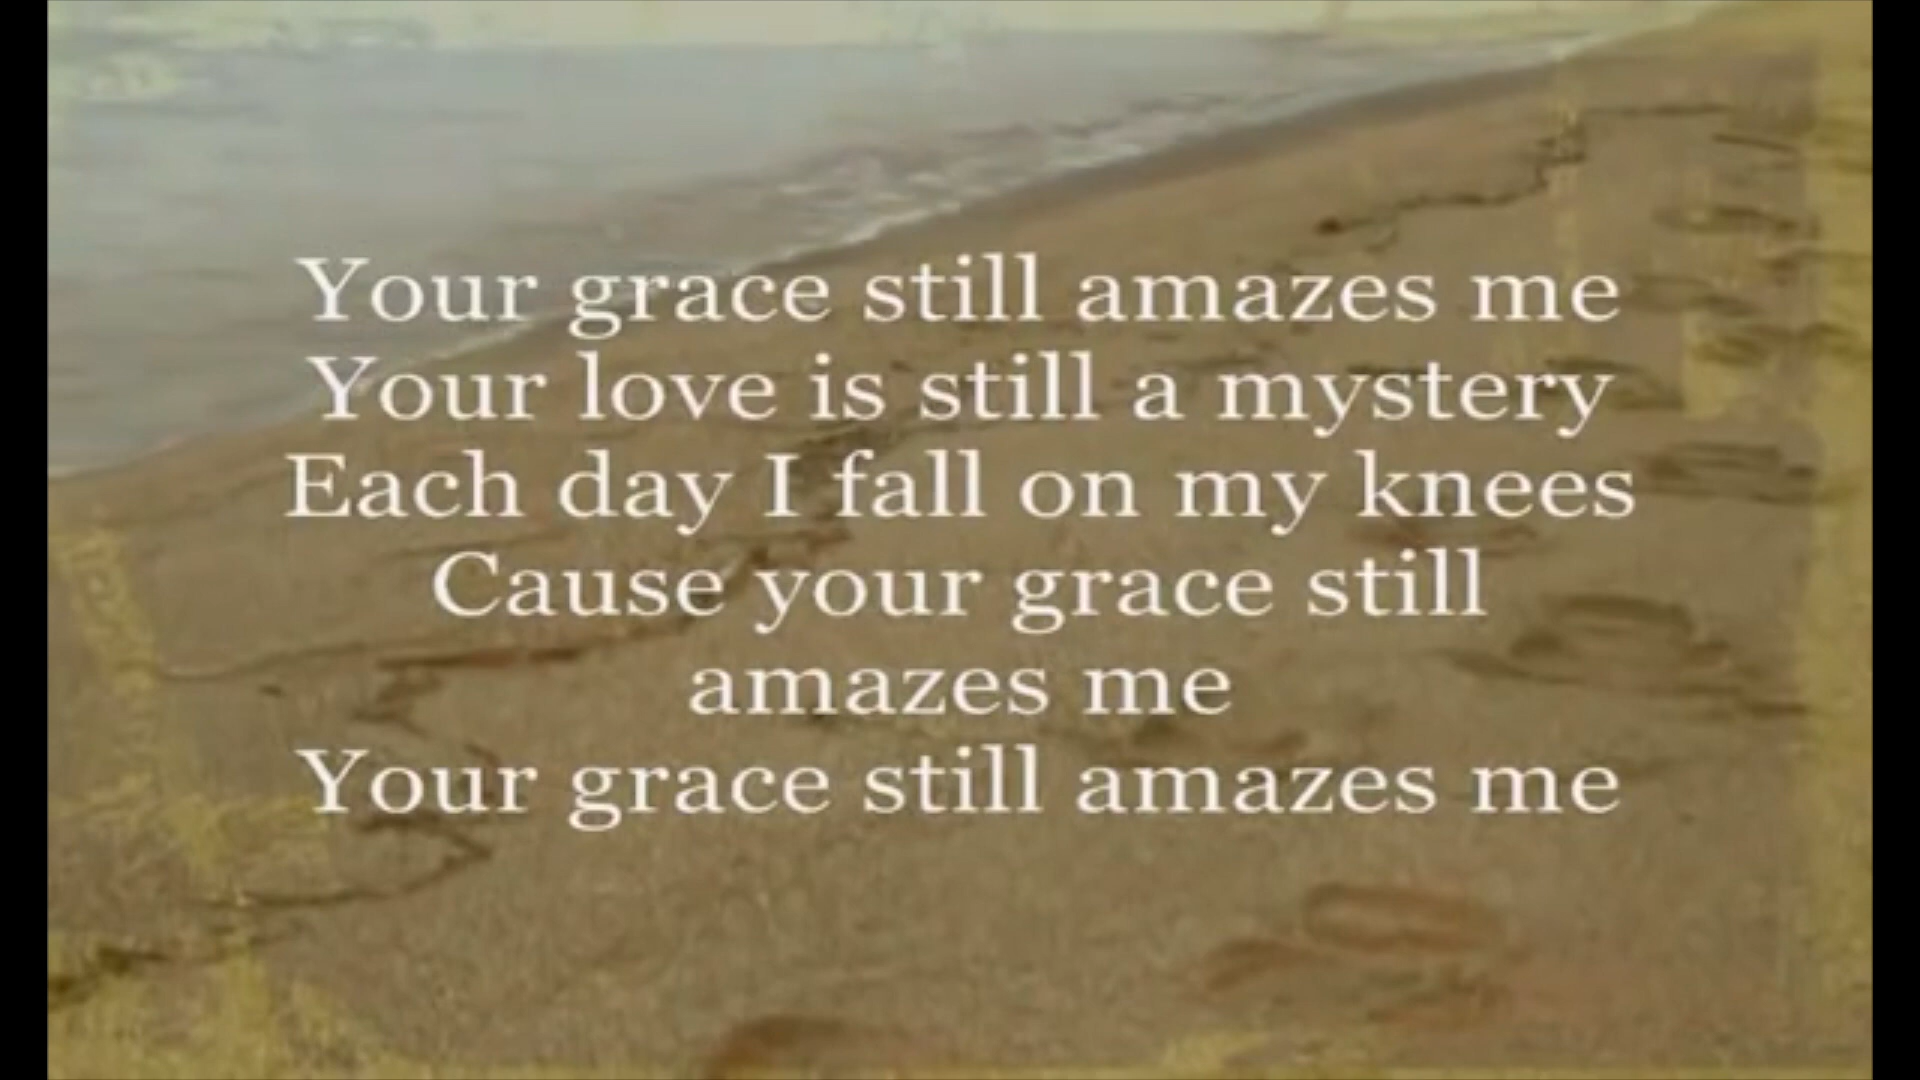 Your grace still amazes me
Your love is still a mystery
Each day I fall on my knees
Cause your grace still
amazes me
Your grace still amazes me